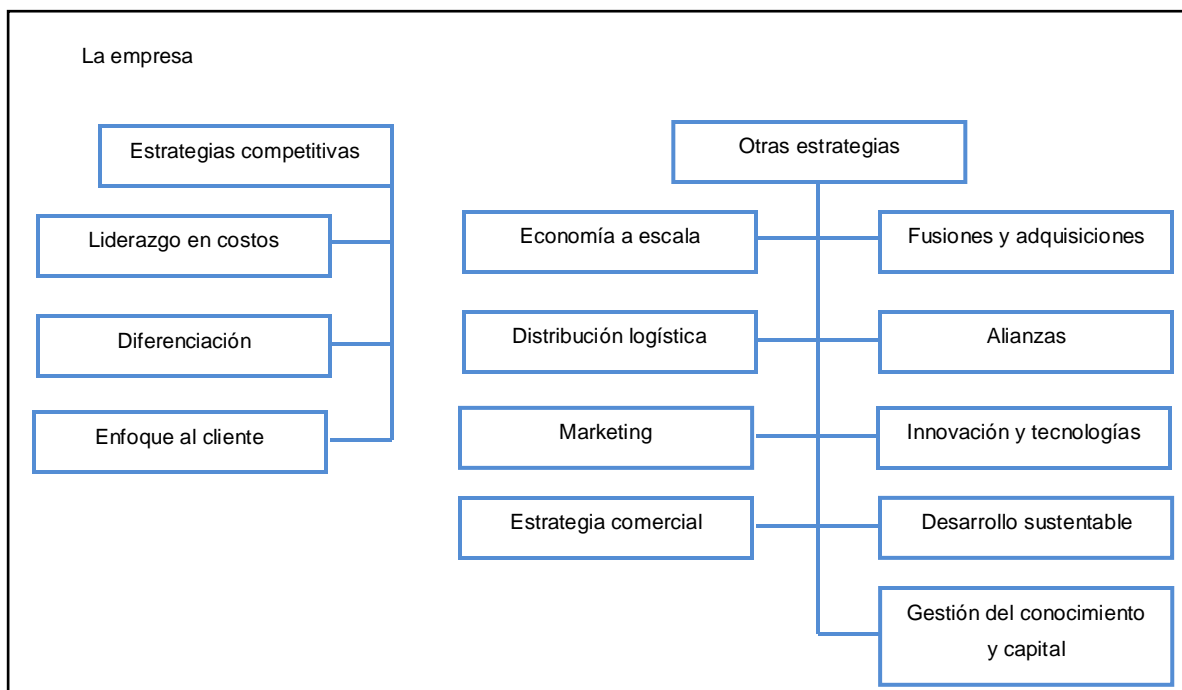 La empresa
Estrategias competitivas
Liderazgo en costos
Diferenciación
Enfoque al cliente
Otras estrategias
Economía a escala
Fusiones y adquisiciones
Distribución logística
Alianzas
Marketing
Innovación y tecnologías
Estrategia comercial
Desarrollo sustentable
Gestión del conocimiento
y capital